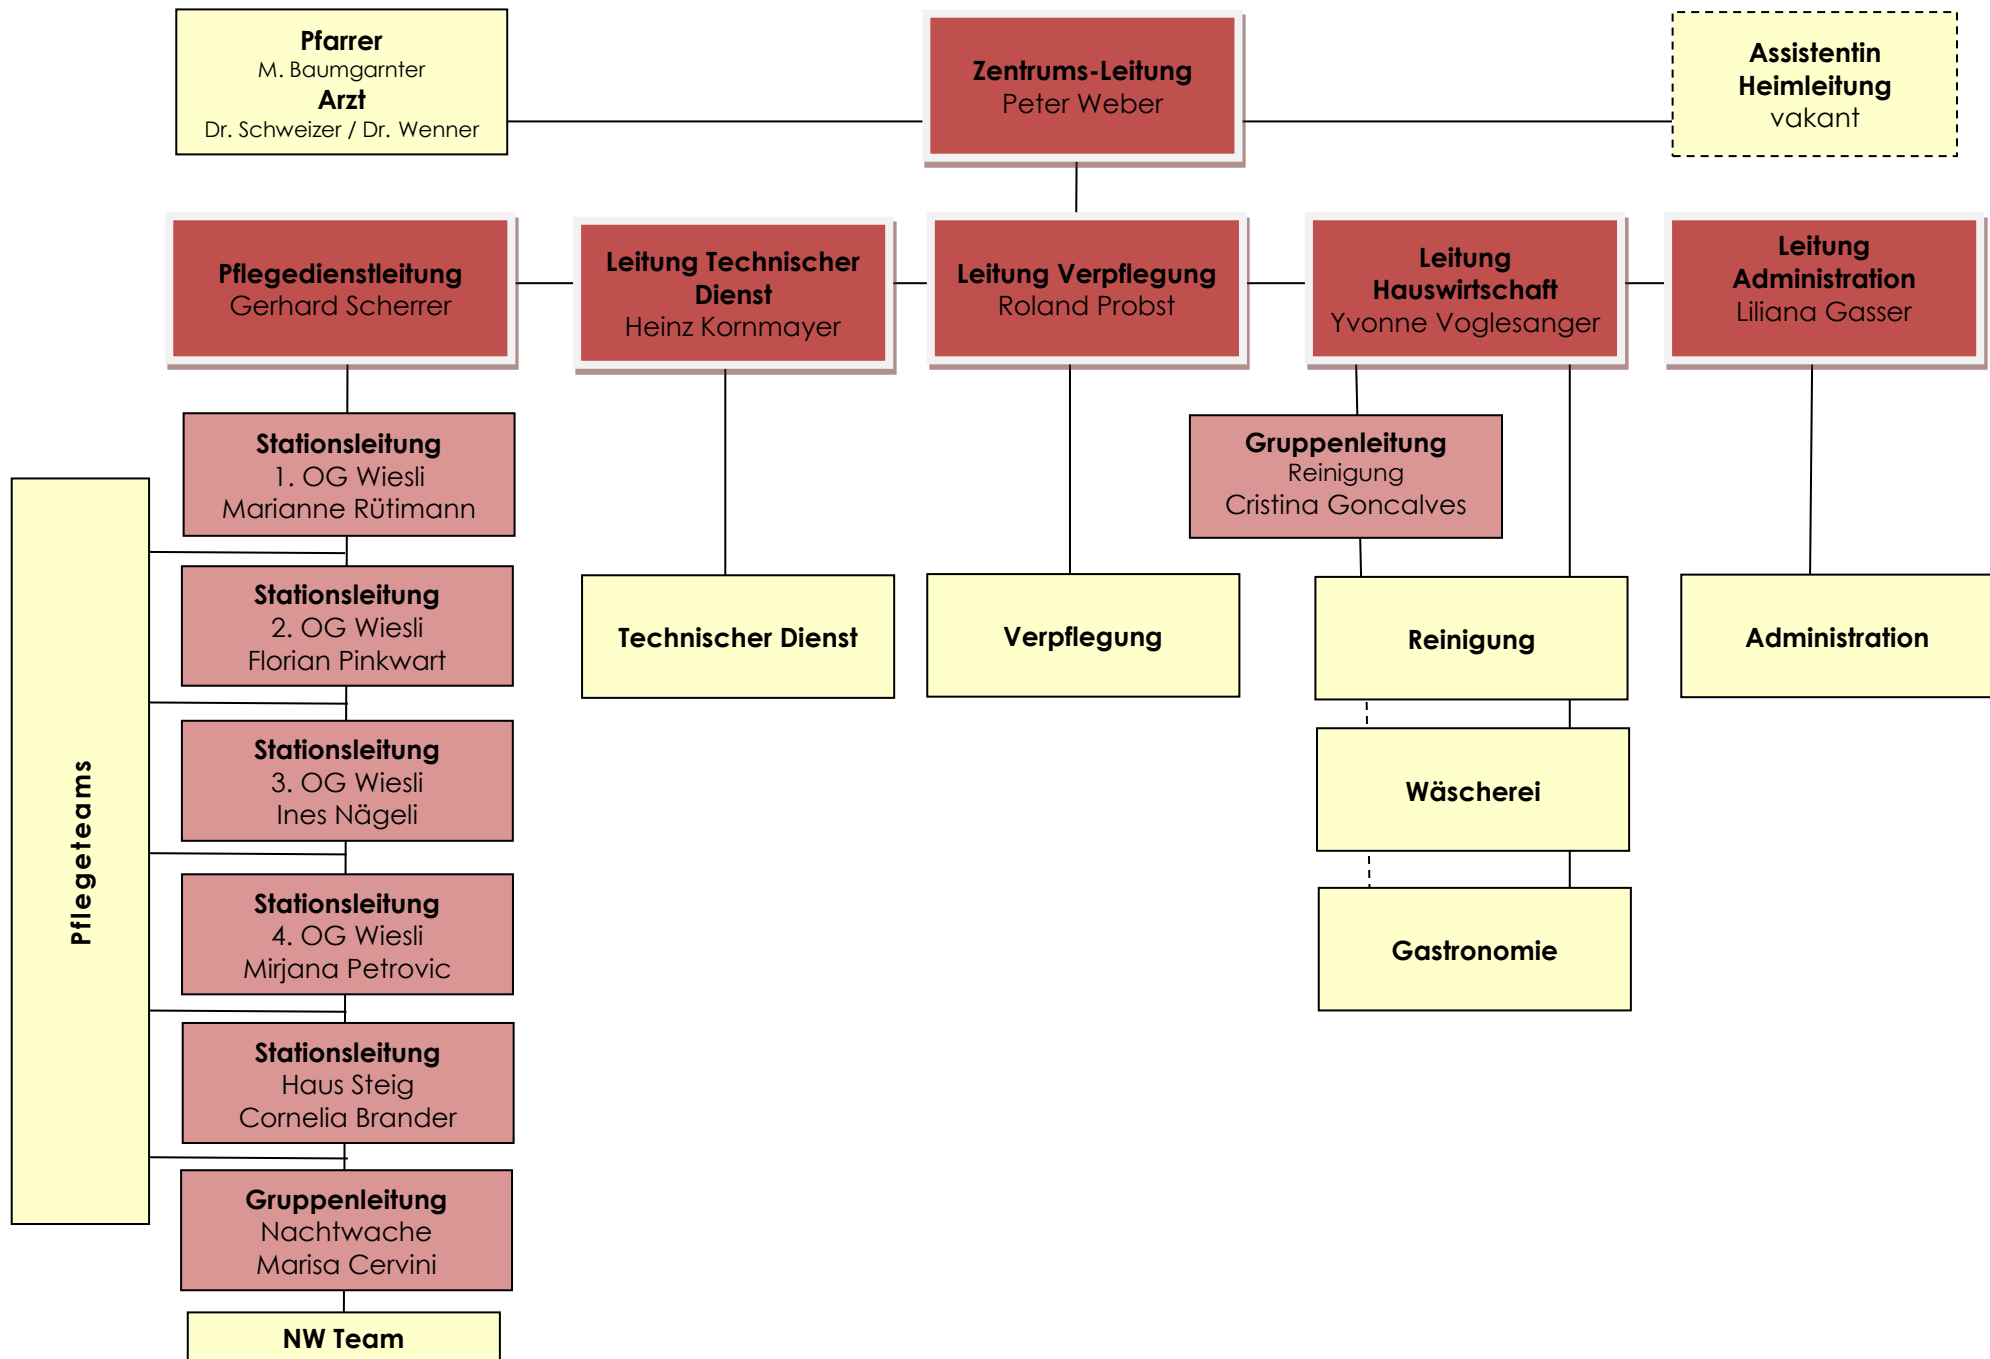 Pfarrer
M. Baumgarnter
Arzt
Dr. Schweizer / Dr. Wenner
Zentrums-Leitung
Peter Weber
Assistentin
Heimleitung
vakant
Pflegedienstleitung
Gerhard Scherrer
Leitung Technischer
Dienst
Heinz Kornmayer
Leitung Verpflegung
Roland Probst
Leitung
Hauswirtschaft
Yvonne Voglesanger
Leitung
Administration
Liliana Gasser
Stationsleitung
1. OG Wiesli
Marianne Rütimann
Gruppenleitung
Reinigung
Cristina Goncalves
Pflegeteams
Stationsleitung
2. OG Wiesli
Florian Pinkwart
Technischer Dienst
Verpflegung
Reinigung
Administration
Stationsleitung
3. OG Wiesli
Ines Nägeli
Wäscherei
Stationsleitung
4. OG Wiesli
Mirjana Petrovic
Gastronomie
Stationsleitung
Haus Steig
Cornelia Brander
Gruppenleitung
Nachtwache
Marisa Cervini
NW Team